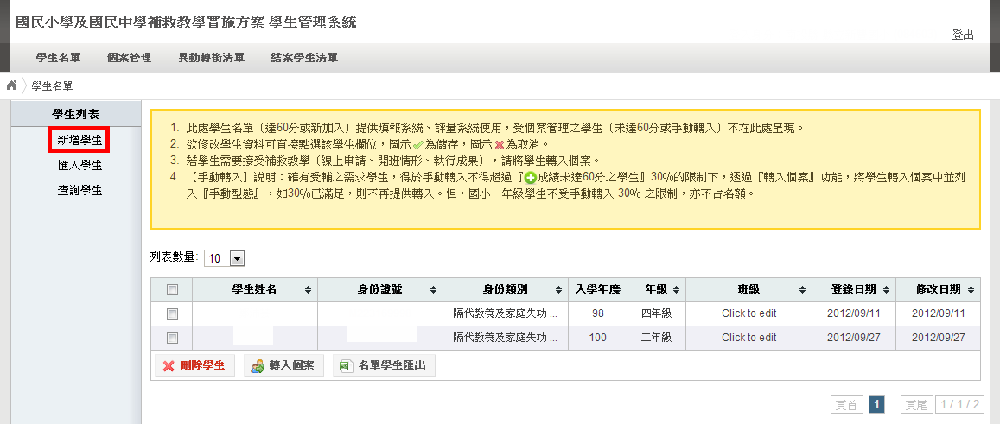 國民小學及國民中學補救教學實施方案 學生管理系統
登出
學生名單 個案管理 異動轉銜清單 結案學生清單
學生名單
學生列表
新增學生
匯入學生
查詢學生
1. 此處學生名單〔達60分或新加入〕提供填報系統、評量系統使用，受個案管理之學生〔未達60分或手動轉入〕不在此處呈現。
2. 欲修改學生資料可直接點選該學生欄位，圖示為儲存，圖示為取消。
3. 若學生需要接受補救教學〔線上申請、開班情形、執行成果〕，請將學生轉入個案。
4. 【手動轉入】說明：確有受輔之需求學生，得於手動轉入不得超過『成績未達60分之學生』30%的限制下，透過『轉入個案』功能，將學生轉入個案中並列
入『手動型態』，如30%已滿足，則不再提供轉入。但，國小一年級學生不受手動轉入 30% 之限制，亦不占名額。
列表數量: 10
學生姓名 身份證號 身份類別 入學年度 年級 班級 登錄日期 修改日期
隔代教養及家庭失功 ... 98 四年級 Click to edit 2012/09/11 2012/09/11
隔代教養及家庭失功 ... 100 二年級 Click to edit 2012/09/27 2012/09/27
刪除學生 轉入個案 名單學生匯出
頁首 1 ... 頁尾 1 / 1 / 2